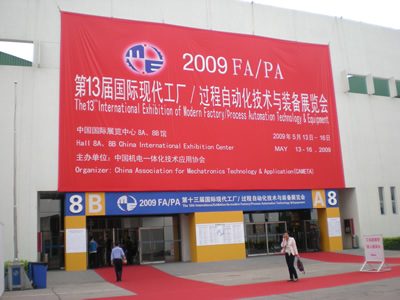 2009 FA/PA
第13届国际现代工厂/过程自动化技术与装备展览会
The 13th International Exhibition of Modern Factory/Process Automation Technology & Equipment
中国国际展览中心 8A、8B馆
2009年5月13日-16日
Hall 8A、8B China International Exhibition Center
MAY 13-16, 2009
主办单位：中国机电一体化技术应用协会
Organizer: China Association for Mechatronics Technology & Application(CAMETA)
8B
2009 FA/PA 第十三届国际现代工厂/过程自动化技术与装备展览会
A8